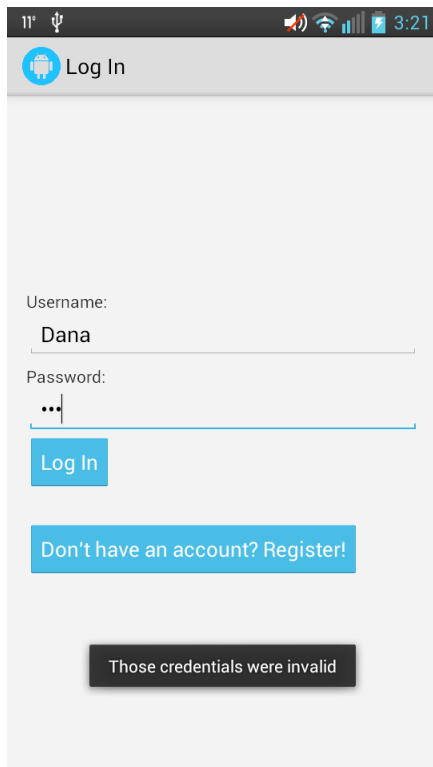 11° 3:21
Log In
Username:
Dana
Password:
•••
Log In
Don't have an account? Register!
Those credentials were invalid